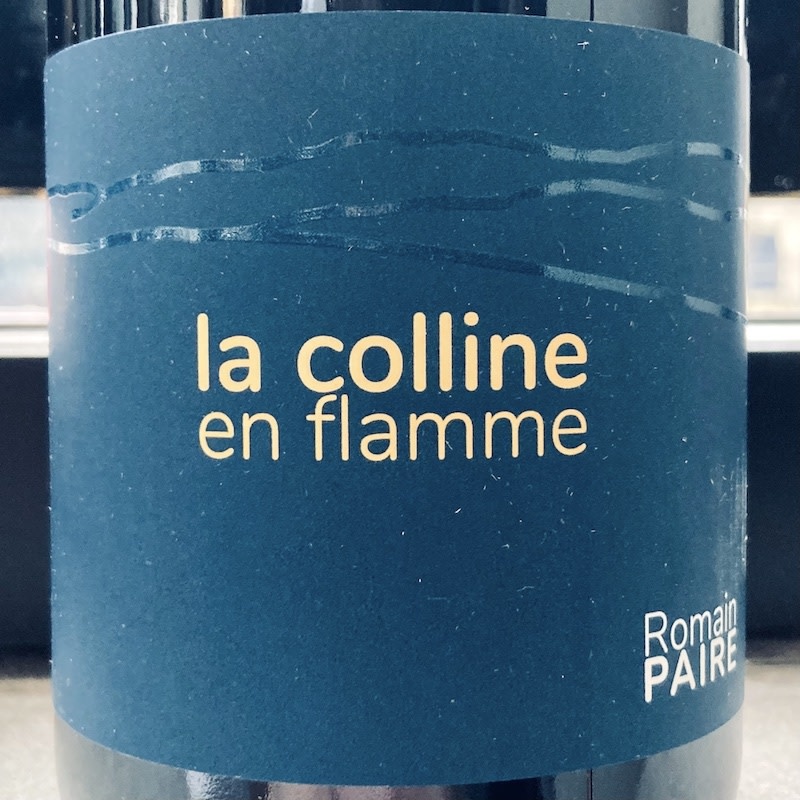 la colline
en flamme
Romain
PAIRE